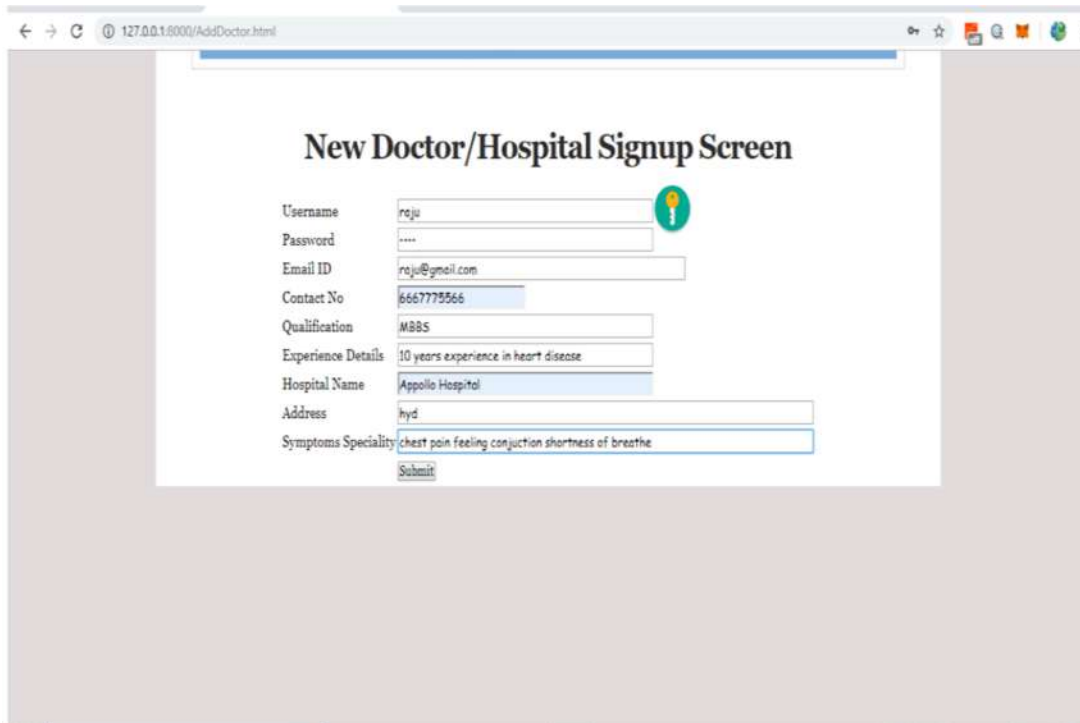 127.0.0.1:8000/AddDoctor.html
New Doctor/Hospital Signup Screen
Username raju
Password ----
Email ID raju@gmail.com
Contact No 6667775566
Qualification MBBS
Experience Details 10 years experience in heart disease
Hospital Name Appollo Hospital
Address hyd
Symptoms Speciality chest pain feeling conjuction shortness of breathe
Submit